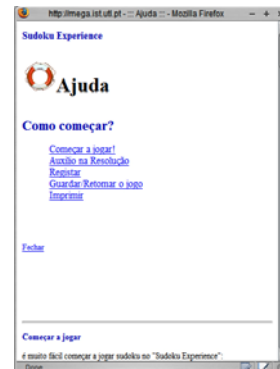 http://mega.ist.utl.pt - ::: Ajuda ::: - Mozilla Firefox
Sudoku Experience
Ajuda
Como começar?
Começar a jogar!
Auxílio na Resolução
Registar
Guardar/Retomar o jogo
Imprimir
Fechar
Começar a jogar
é muito fácil começar a jogar sudoku no "Sudoku Experience":
Done